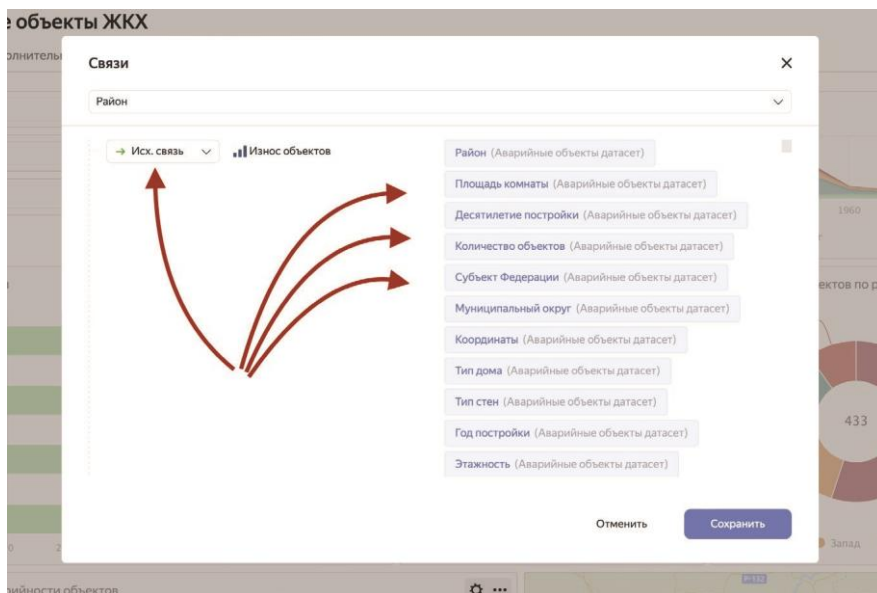 е объекты ЖКХ
олнитель
Связи
Район
Исх. связь
Износ объектов
Район (Аварийные объекты датасет)
Площадь комнаты (Аварийные объекты датасет)
Десятилетие постройки (Аварийные объекты датасет)
Количество объектов (Аварийные объекты датасет)
Субъект Федерации (Аварийные объекты датасет)
Муниципальный округ (Аварийные объекты датасет)
Координаты (Аварийные объекты датасет)
Тип дома (Аварийные объекты датасет)
Тип стен (Аварийные объекты датасет)
Год постройки (Аварийные объекты датасет)
Этажность (Аварийные объекты датасет)
1960
ектов по р
433
Отменить
Сохранить
0
2
Запад
рийности объектов